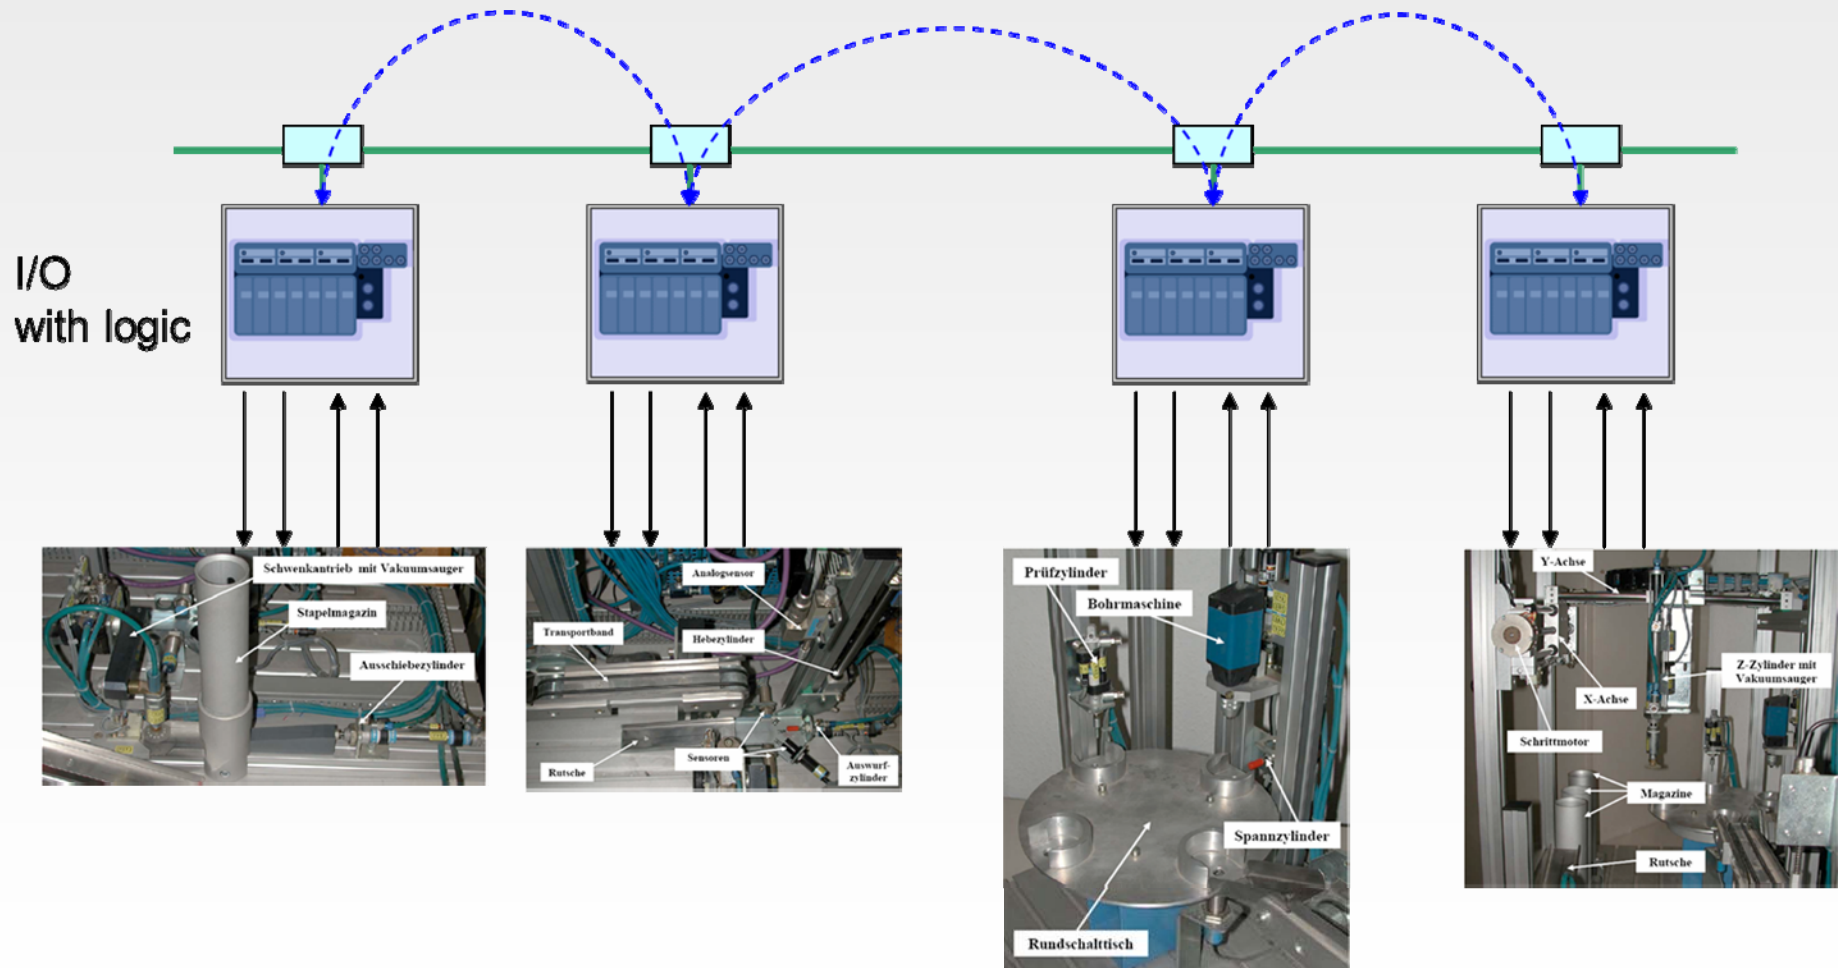 I/O
with logic
Schwenkantrieb mit Vakuumsauger
Stapelmagazin
Ausschiebezylinder
Analogsensor
Transportband
Hebezylinder
Sensoren
Rutsche
Auswurf-
zylinder
Prüfzylinder
Bohrmaschine
Spannzylinder
Rundschalttisch
Y-Achse
Z-Zylinder mit
Vakuumsauger
X-Achse
Schrittmotor
Magazine
Rutsche